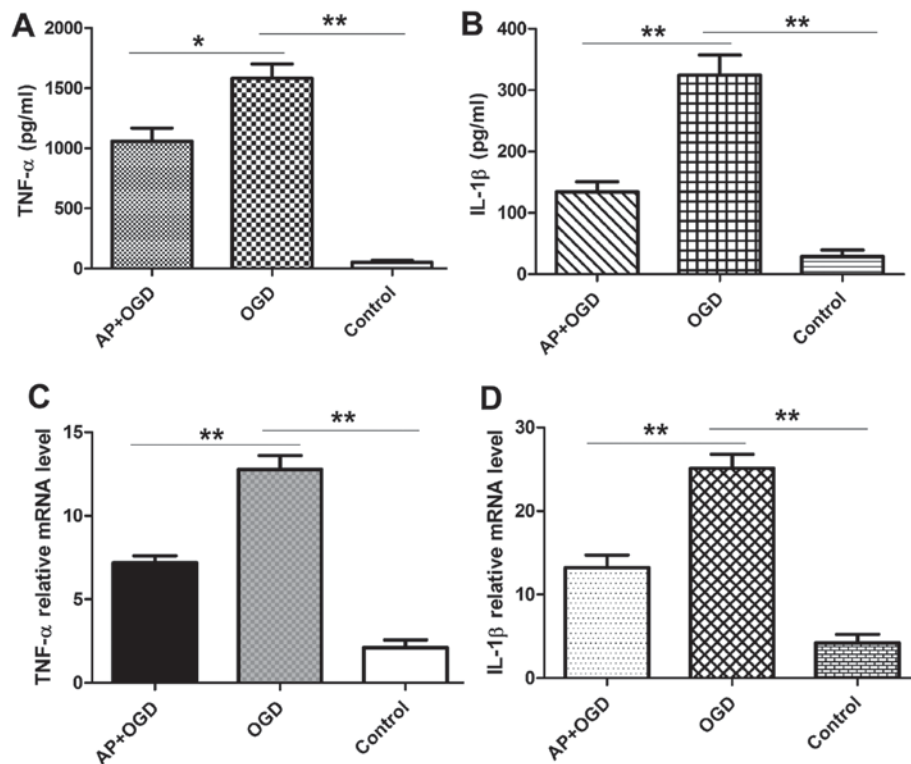 A
TNF-α (pg/ml)
2000
1500
1000
500
0
*
**
AP+OGD
OGD
Control
B
IL-1β (pg/ml)
400
300
200
100
0
**
**
AP+OGD
OGD
Control
C
TNF-α relative mRNA level
15
10
5
0
**
**
AP+OGD
OGD
Control
D
IL-1β relative mRNA level
30
20
10
0
**
**
AP+OGD
OGD
Control